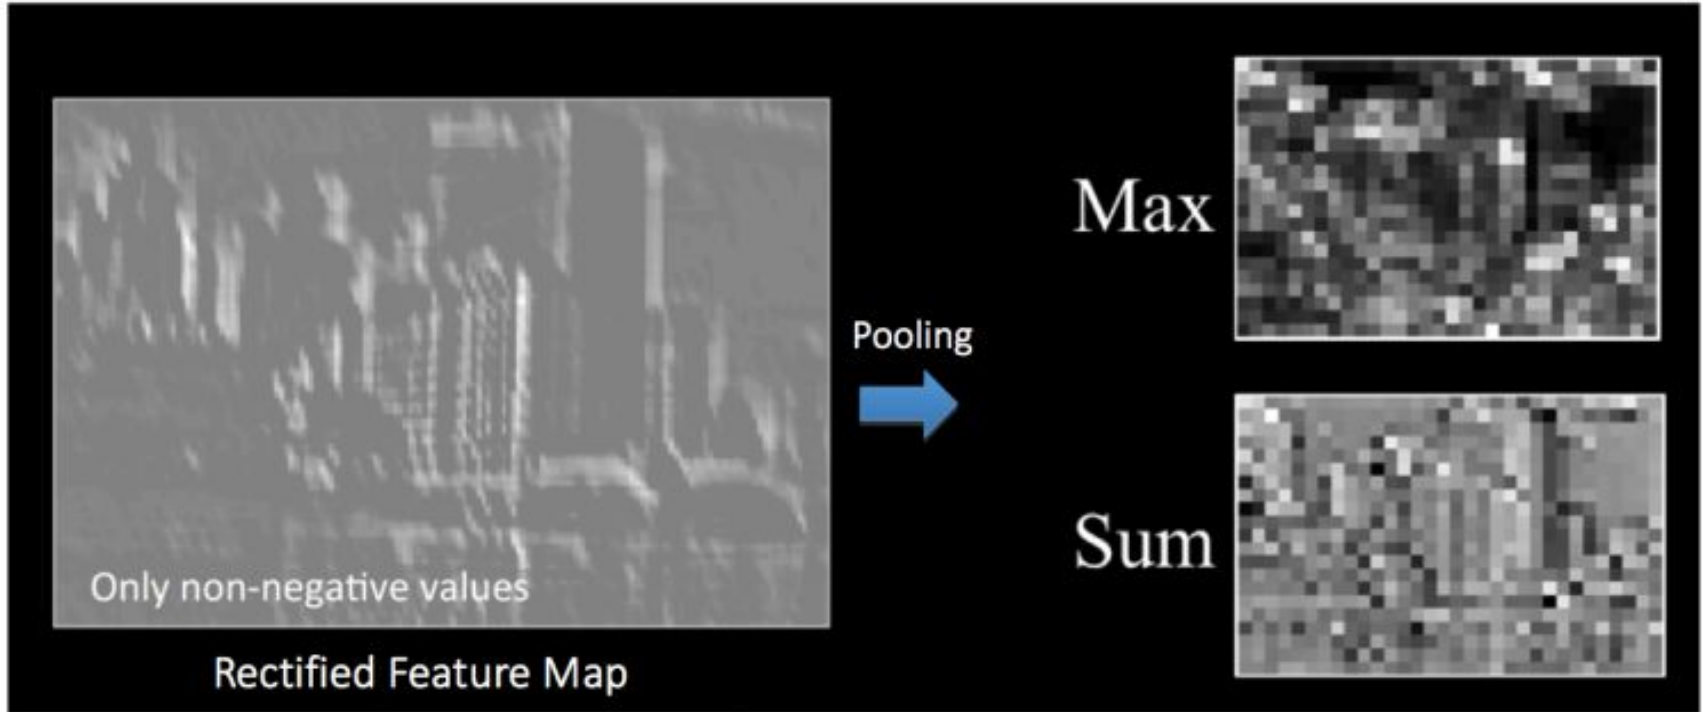 Only non-negative values
Rectified Feature Map
Pooling
Max
Sum